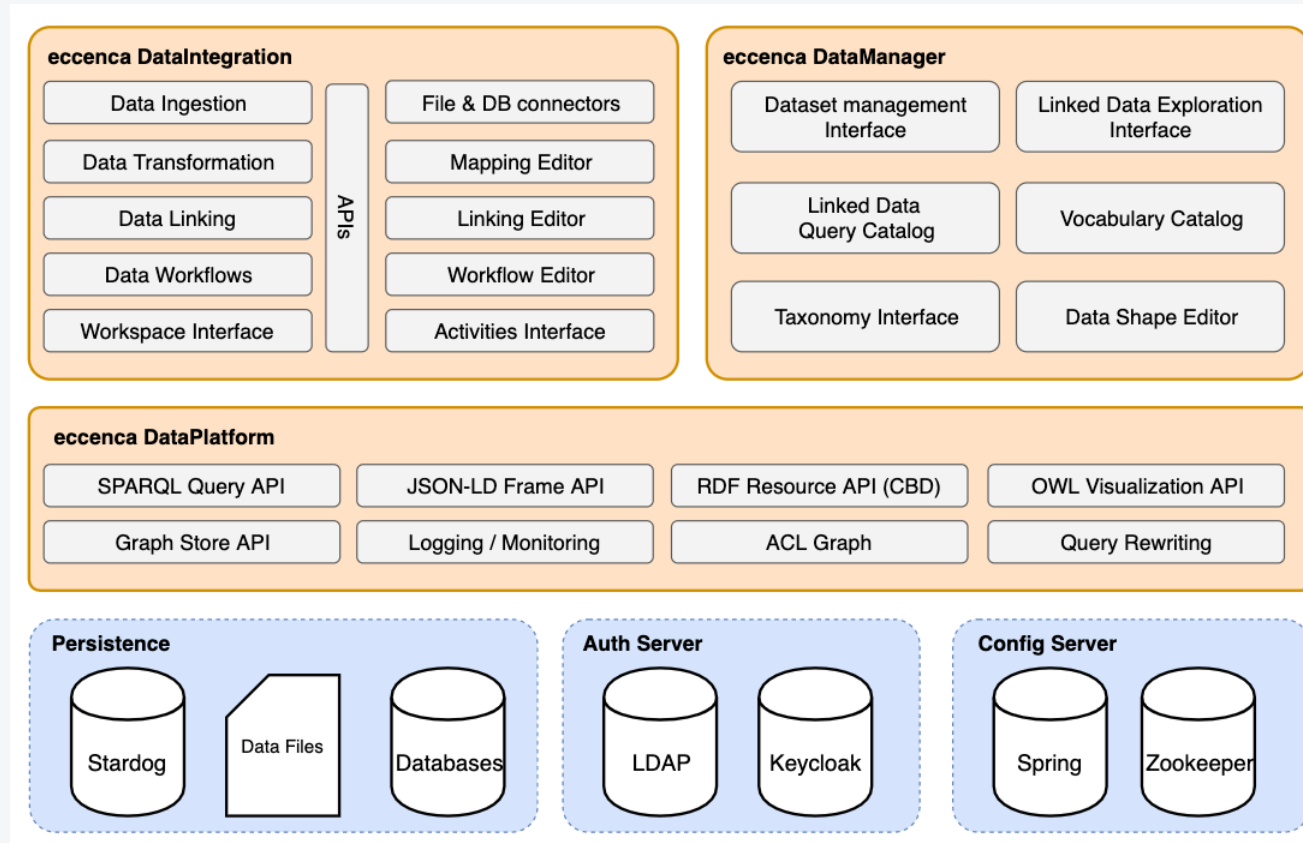 eccenca DataIntegration
Data Ingestion
Data Transformation
Data Linking
Data Workflows
Workspace Interface
APIs
File & DB connectors
Mapping Editor
Linking Editor
Workflow Editor
Activities Interface
eccenca DataManager
Dataset management
Interface
Linked Data Exploration
Interface
Linked Data
Query Catalog
Vocabulary Catalog
Taxonomy Interface
Data Shape Editor
eccenca DataPlatform
SPARQL Query API
JSON-LD Frame API
RDF Resource API (CBD)
OWL Visualization API
Graph Store API
Logging / Monitoring
ACL Graph
Query Rewriting
Persistence
Stardog
Data Files
Databases
Auth Server
LDAP
Keycloak
Config Server
Spring
Zookeeper